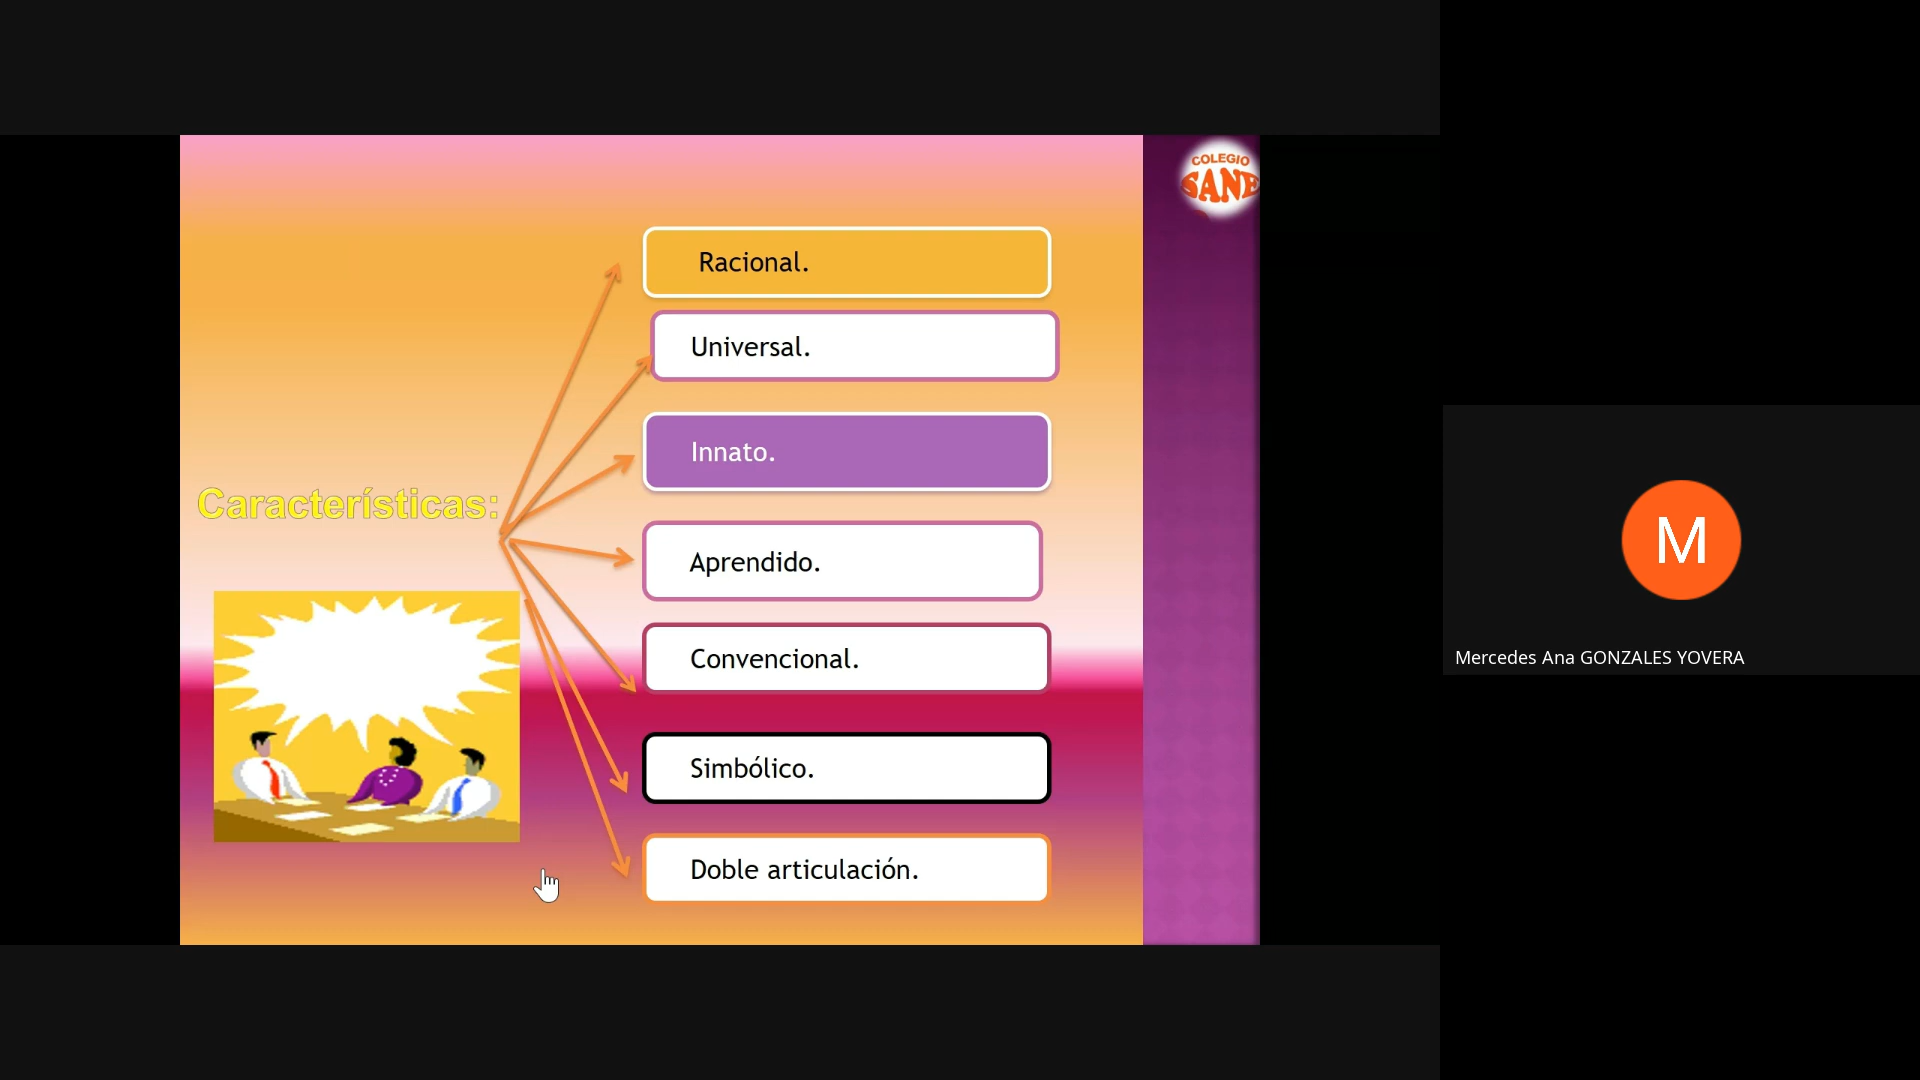 COLEGIO
SANE
Racional.
Universal.
Innato.
Características:
Aprendido.
Convencional.
Simbólico.
Doble articulación.
M
Mercedes Ana GONZALES YOVERA